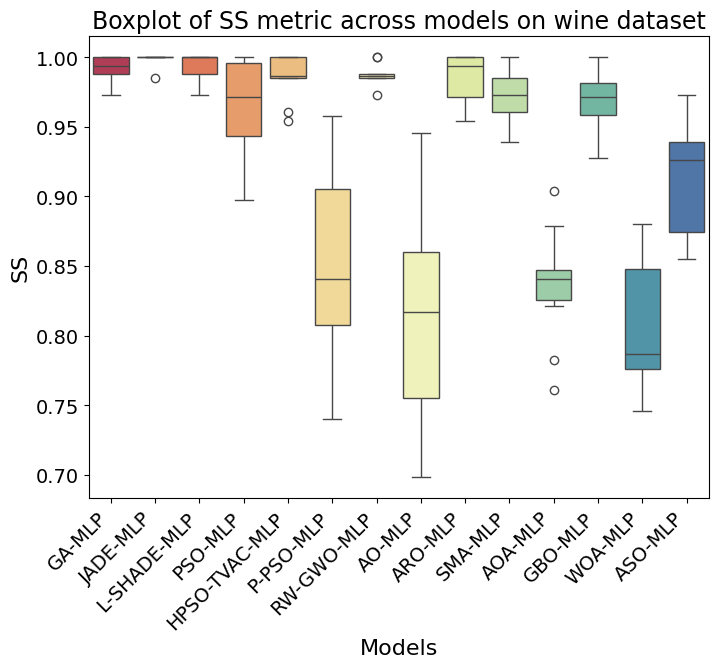 Boxplot of SS metric across models on wine dataset
1.00
0.95
0.90
0.85
0.80
0.75
0.70
SS
GA-MLP
JADE-MLP
L-SHADE-MLP
PSO-MLP
HPSO-TVAC-MLP
P-PSO-MLP
RW-GWO-MLP
AO-MLP
ARO-MLP
SMA-MLP
AOA-MLP
GBO-MLP
WOA-MLP
ASO-MLP
Models